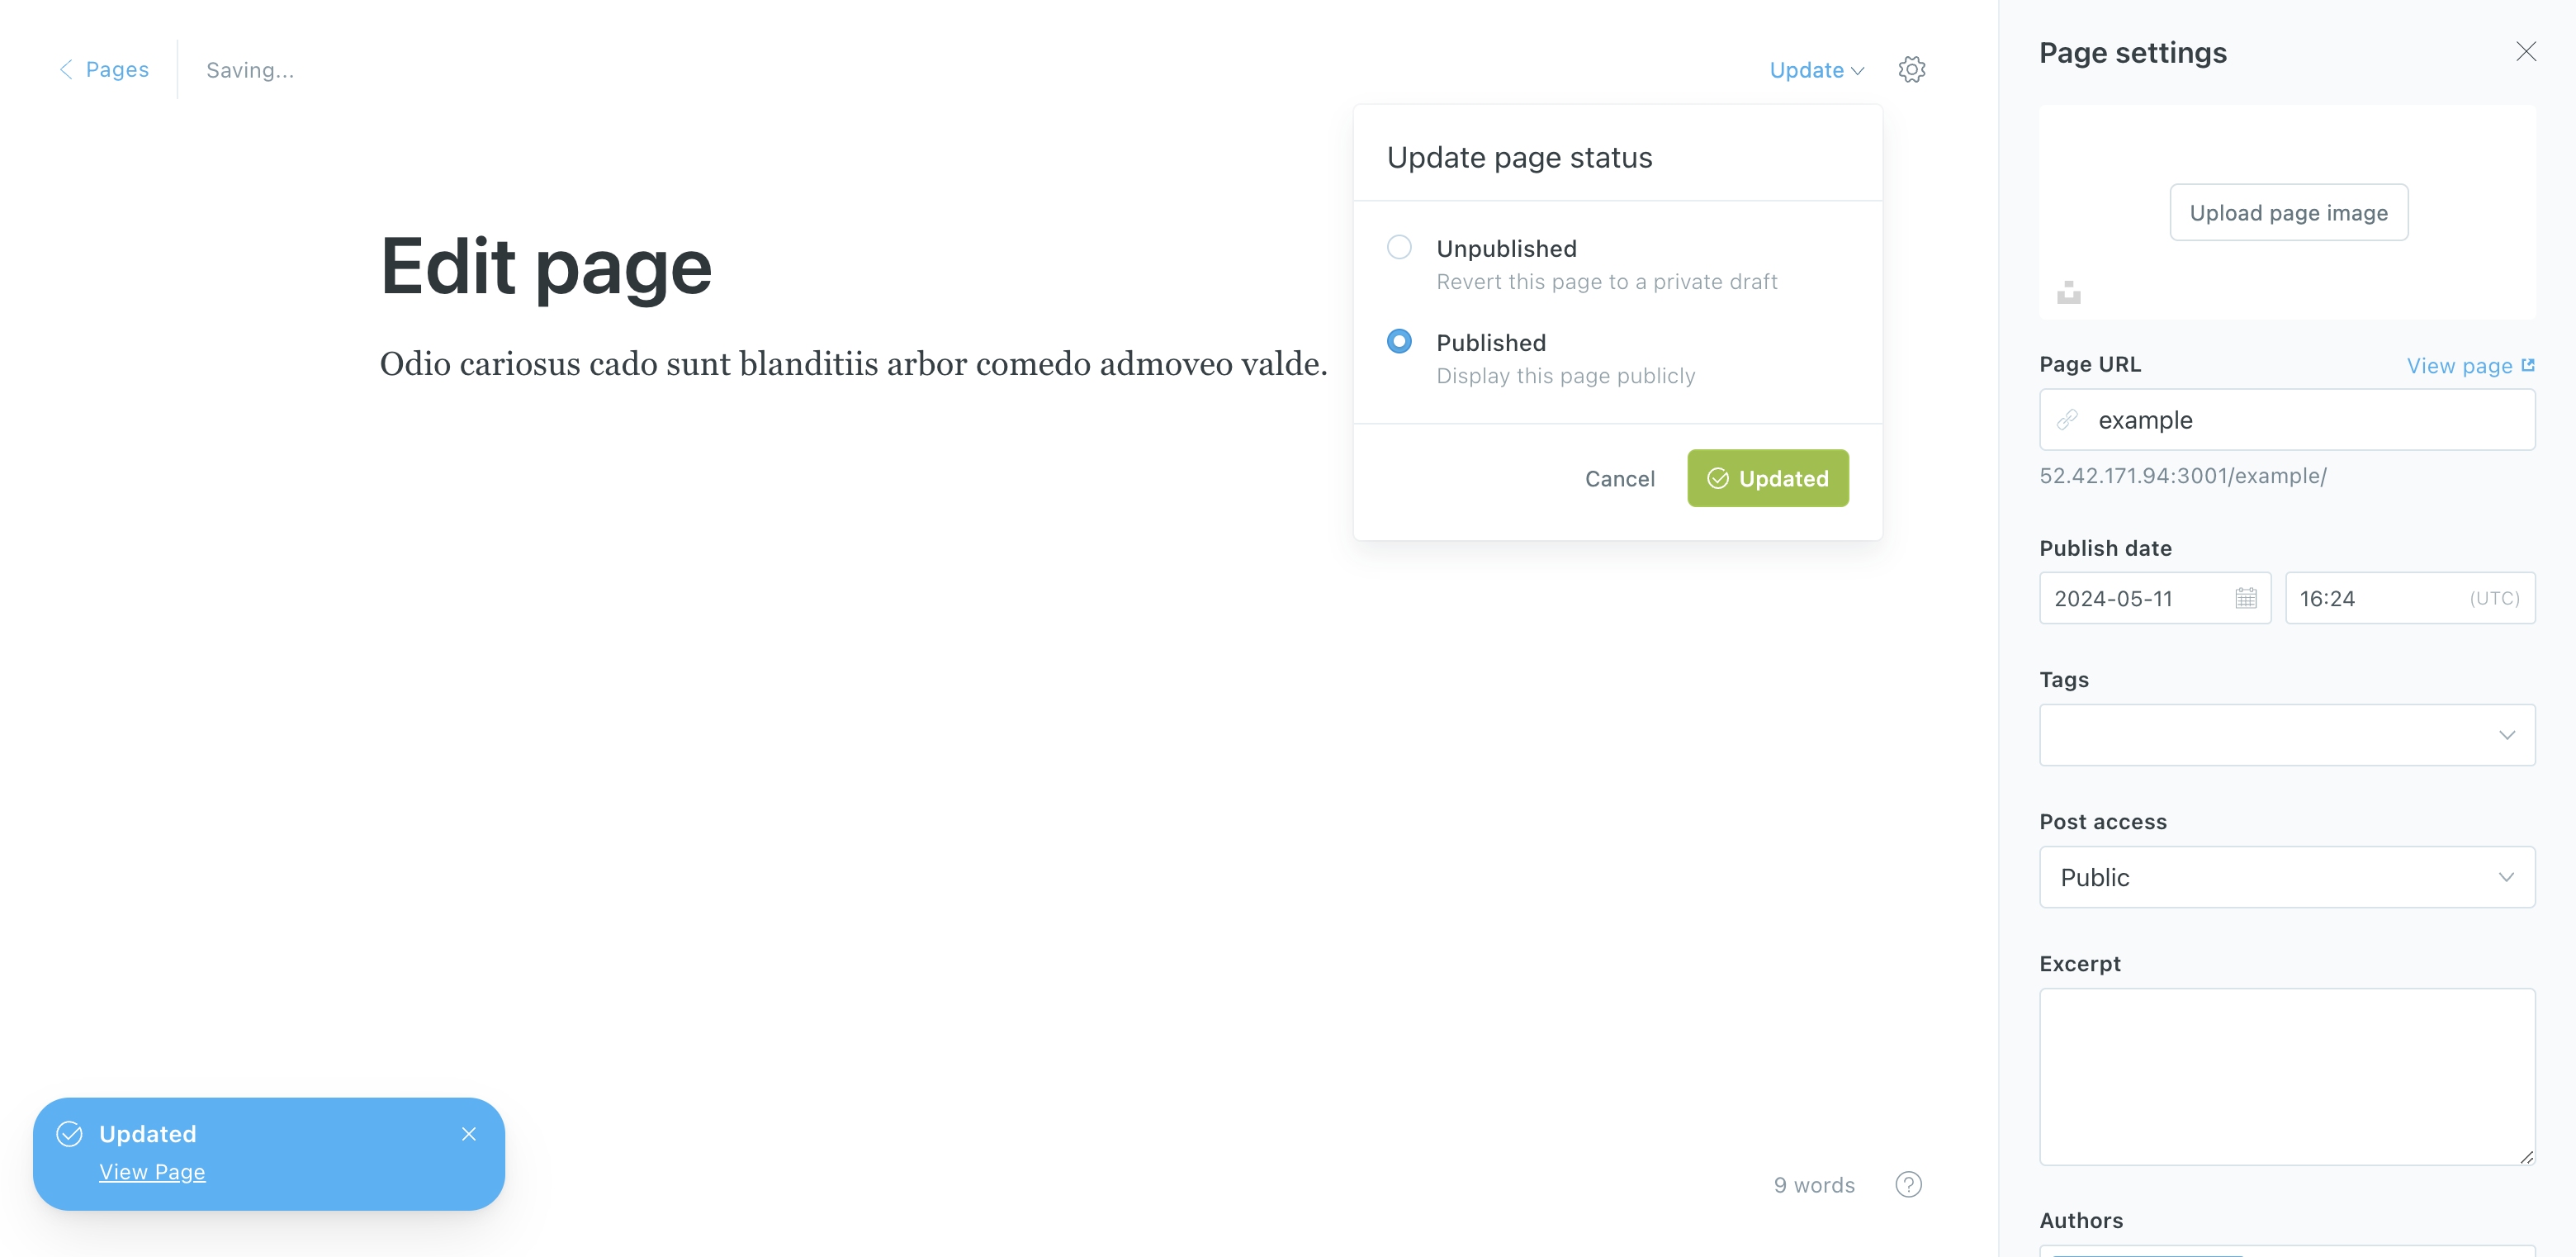 Pages
Saving...
Update
Update page status
Unpublished
Revert this page to a private draft
Published
Display this page publicly
Cancel
Updated
Edit page
Odio cariosus cado sunt blanditiis arbor comedo admoveo valde.
Updated
View Page
9 words
?
Page settings
Upload page image
Page URL
View page
example
52.42.171.94:3001/example/
Publish date
2024-05-11
16:24
(UTC)
Tags
Post access
Public
Excerpt
Authors